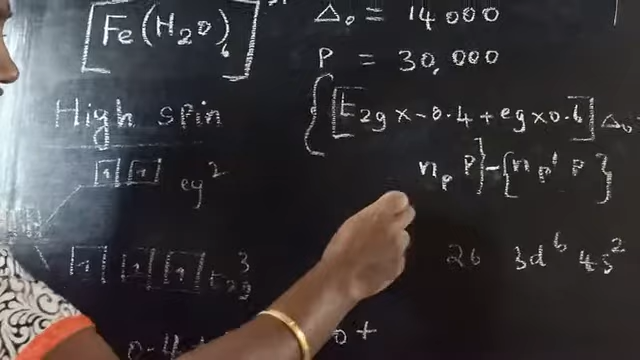 [Fe(H2O)6]
Δo = 14000
P = 30,000
High spin
{[t2g x -0.4 + eg x 0.6] Δo +
np P} - {np' P}
eg2
t2g3
26 3d6 4s2